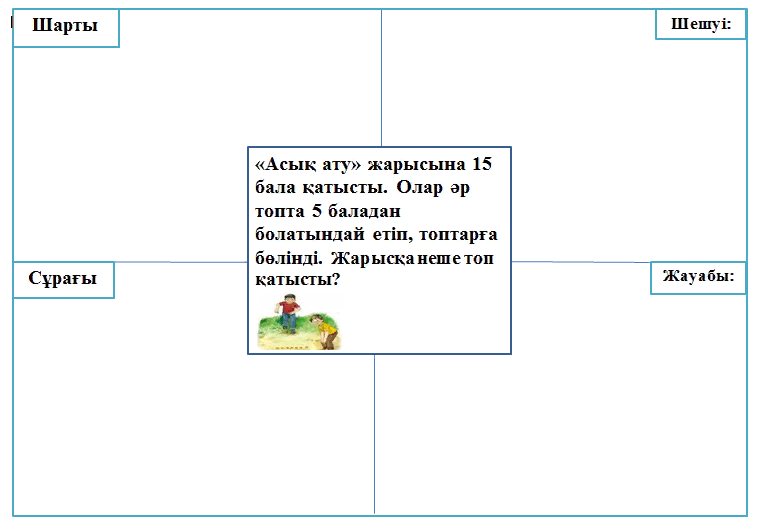 Шарты
Шешуі:
«Асық ату» жарысына 15
бала қатысты. Олар әр
топта 5 баладан
болатындай етіп, топтарға
бөлінді. Жарысқа неше топ
қатысты?
Сұрағы
Жауабы: